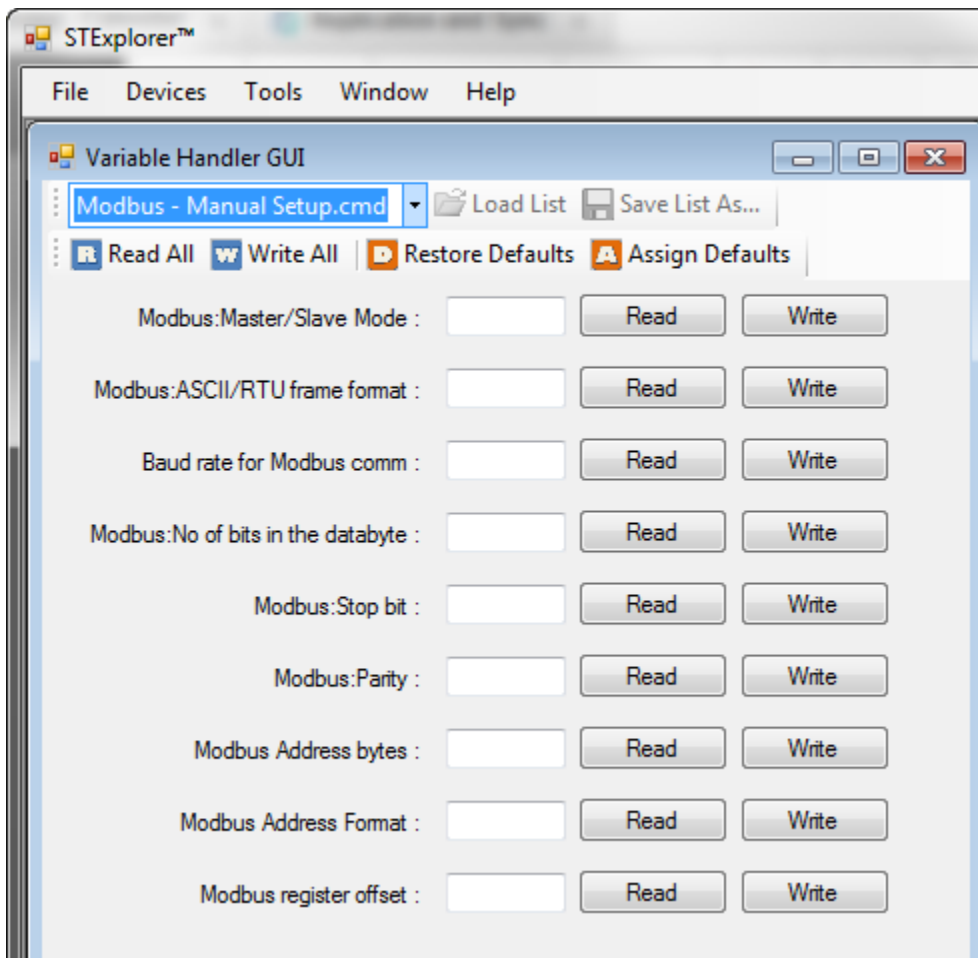 STExplorer™
File Devices Tools Window Help
Variable Handler GUI
Modbus - Manual Setup.cmd Load List Save List As...
R Read All W Write All D Restore Defaults A Assign Defaults
Modbus:Master/Slave Mode : Read Write
Modbus:ASCII/RTU frame format : Read Write
Baud rate for Modbus comm : Read Write
Modbus:No of bits in the databyte : Read Write
Modbus:Stop bit : Read Write
Modbus:Parity : Read Write
Modbus Address bytes : Read Write
Modbus Address Format : Read Write
Modbus register offset : Read Write